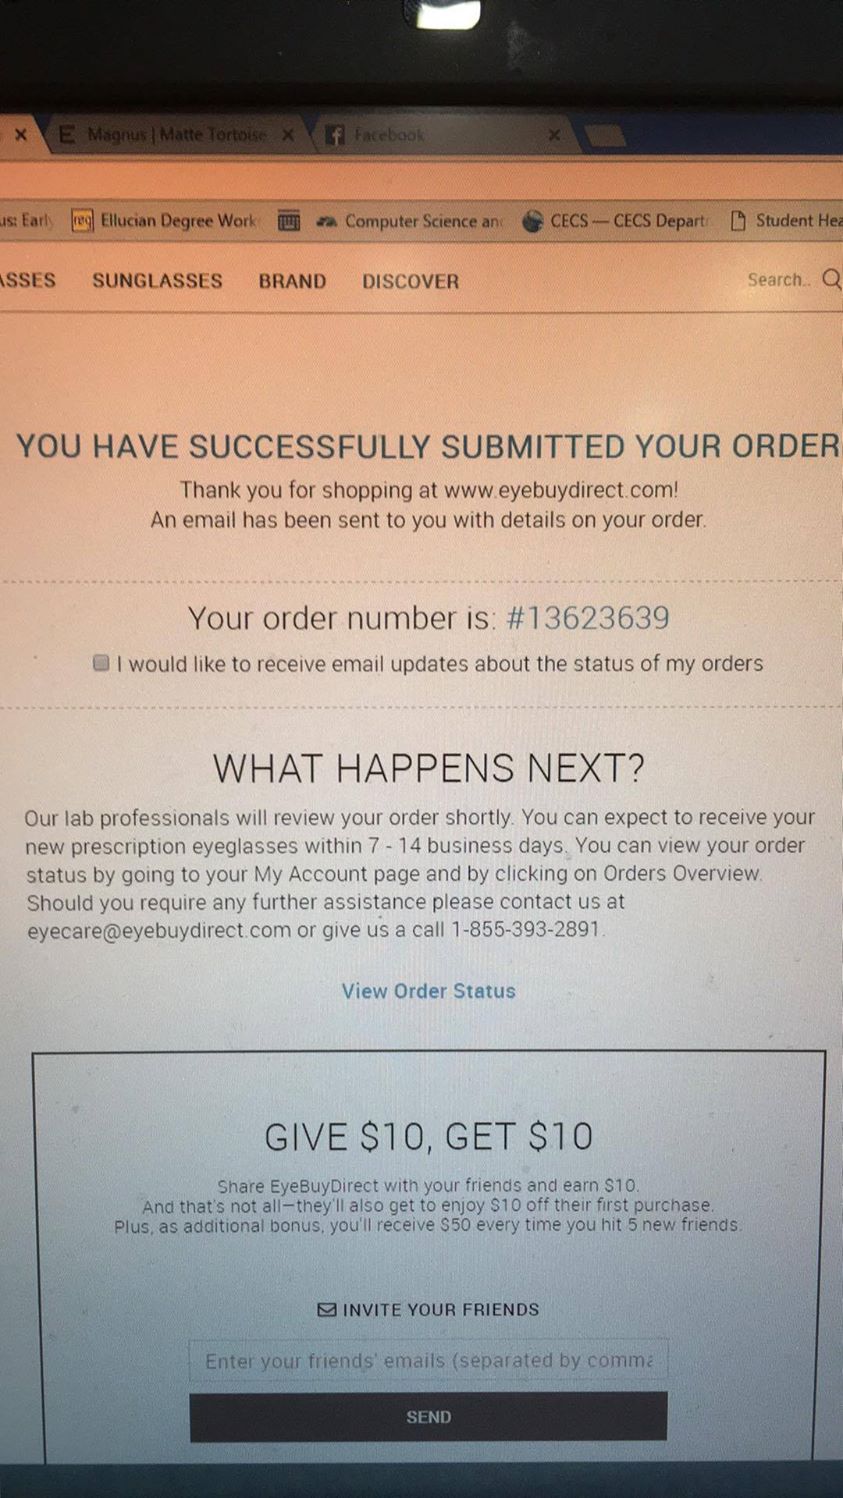 Magnus | Matte Tortoise
Facebook
us: Early
req Ellucian Degree Work
Computer Science and
CECS — CECS Departr
Student Hea
ASSES SUNGLASSES BRAND DISCOVER
Search..
YOU HAVE SUCCESSFULLY SUBMITTED YOUR ORDER
Thank you for shopping at www.eyebuydirect.com!
An email has been sent to you with details on your order.
Your order number is: #13623639
I would like to receive email updates about the status of my orders
WHAT HAPPENS NEXT?
Our lab professionals will review your order shortly. You can expect to receive your
new prescription eyeglasses within 7 - 14 business days. You can view your order
status by going to your My Account page and by clicking on Orders Overview.
Should you require any further assistance please contact us at
eyecare@eyebuydirect.com or give us a call 1-855-393-2891.
View Order Status
GIVE $10, GET $10
Share EyeBuyDirect with your friends and earn $10.
And that's not all—they'll also get to enjoy $10 off their first purchase.
Plus, as additional bonus, you'll receive $50 every time you hit 5 new friends.
INVITE YOUR FRIENDS
Enter your friends' emails (separated by comma
SEND